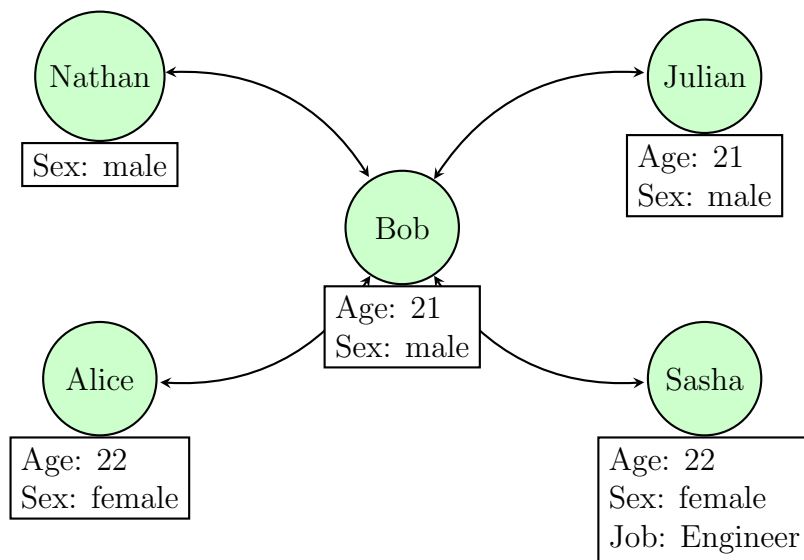 Nathan
Sex: male
Julian
Age: 21
Sex: male
Bob
Age: 21
Sex: male
Alice
Age: 22
Sex: female
Sasha
Age: 22
Sex: female
Job: Engineer